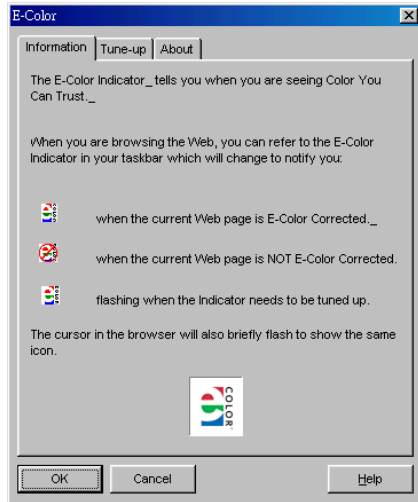 E-Color
Information Tune-up About
The E-Color Indicator_ tells you when you are seeing Color You
Can Trust._
When you are browsing the Web, you can refer to the E-Color
Indicator in your taskbar which will change to notify you:
when the current Web page is E-Color Corrected._
when the current Web page is NOT E-Color Corrected.
flashing when the Indicator needs to be tuned up.
The cursor in the browser will also briefly flash to show the same
icon.
COLOR
OK Cancel Help